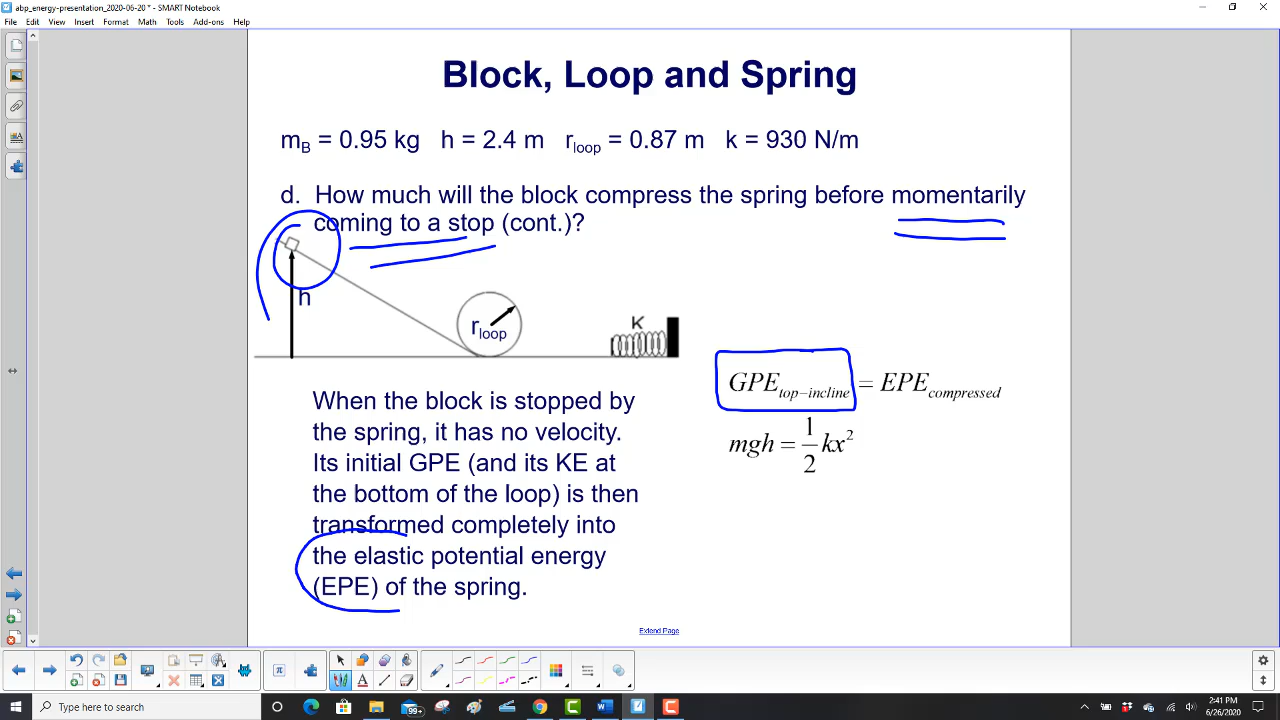 abp_energy-presentation_2020-06-20 * - SMART Notebook
File Edit View Insert Format Math Tools Add-ons Help
Block, Loop and Spring
mB = 0.95 kg h = 2.4 m rloop = 0.87 m k = 930 N/m
d. How much will the block compress the spring before momentarily
coming to a stop (cont.)?
h
rloop
K
When the block is stopped by
the spring, it has no velocity.
Its initial GPE (and its KE at
the bottom of the loop) is then
transformed completely into
the elastic potential energy
(EPE) of the spring.
GPEtop−incline = EPEcompressed
mgh = 1/2 kx²
Extend Page
Type here to search
99+
2:41 PM
6/26/2020